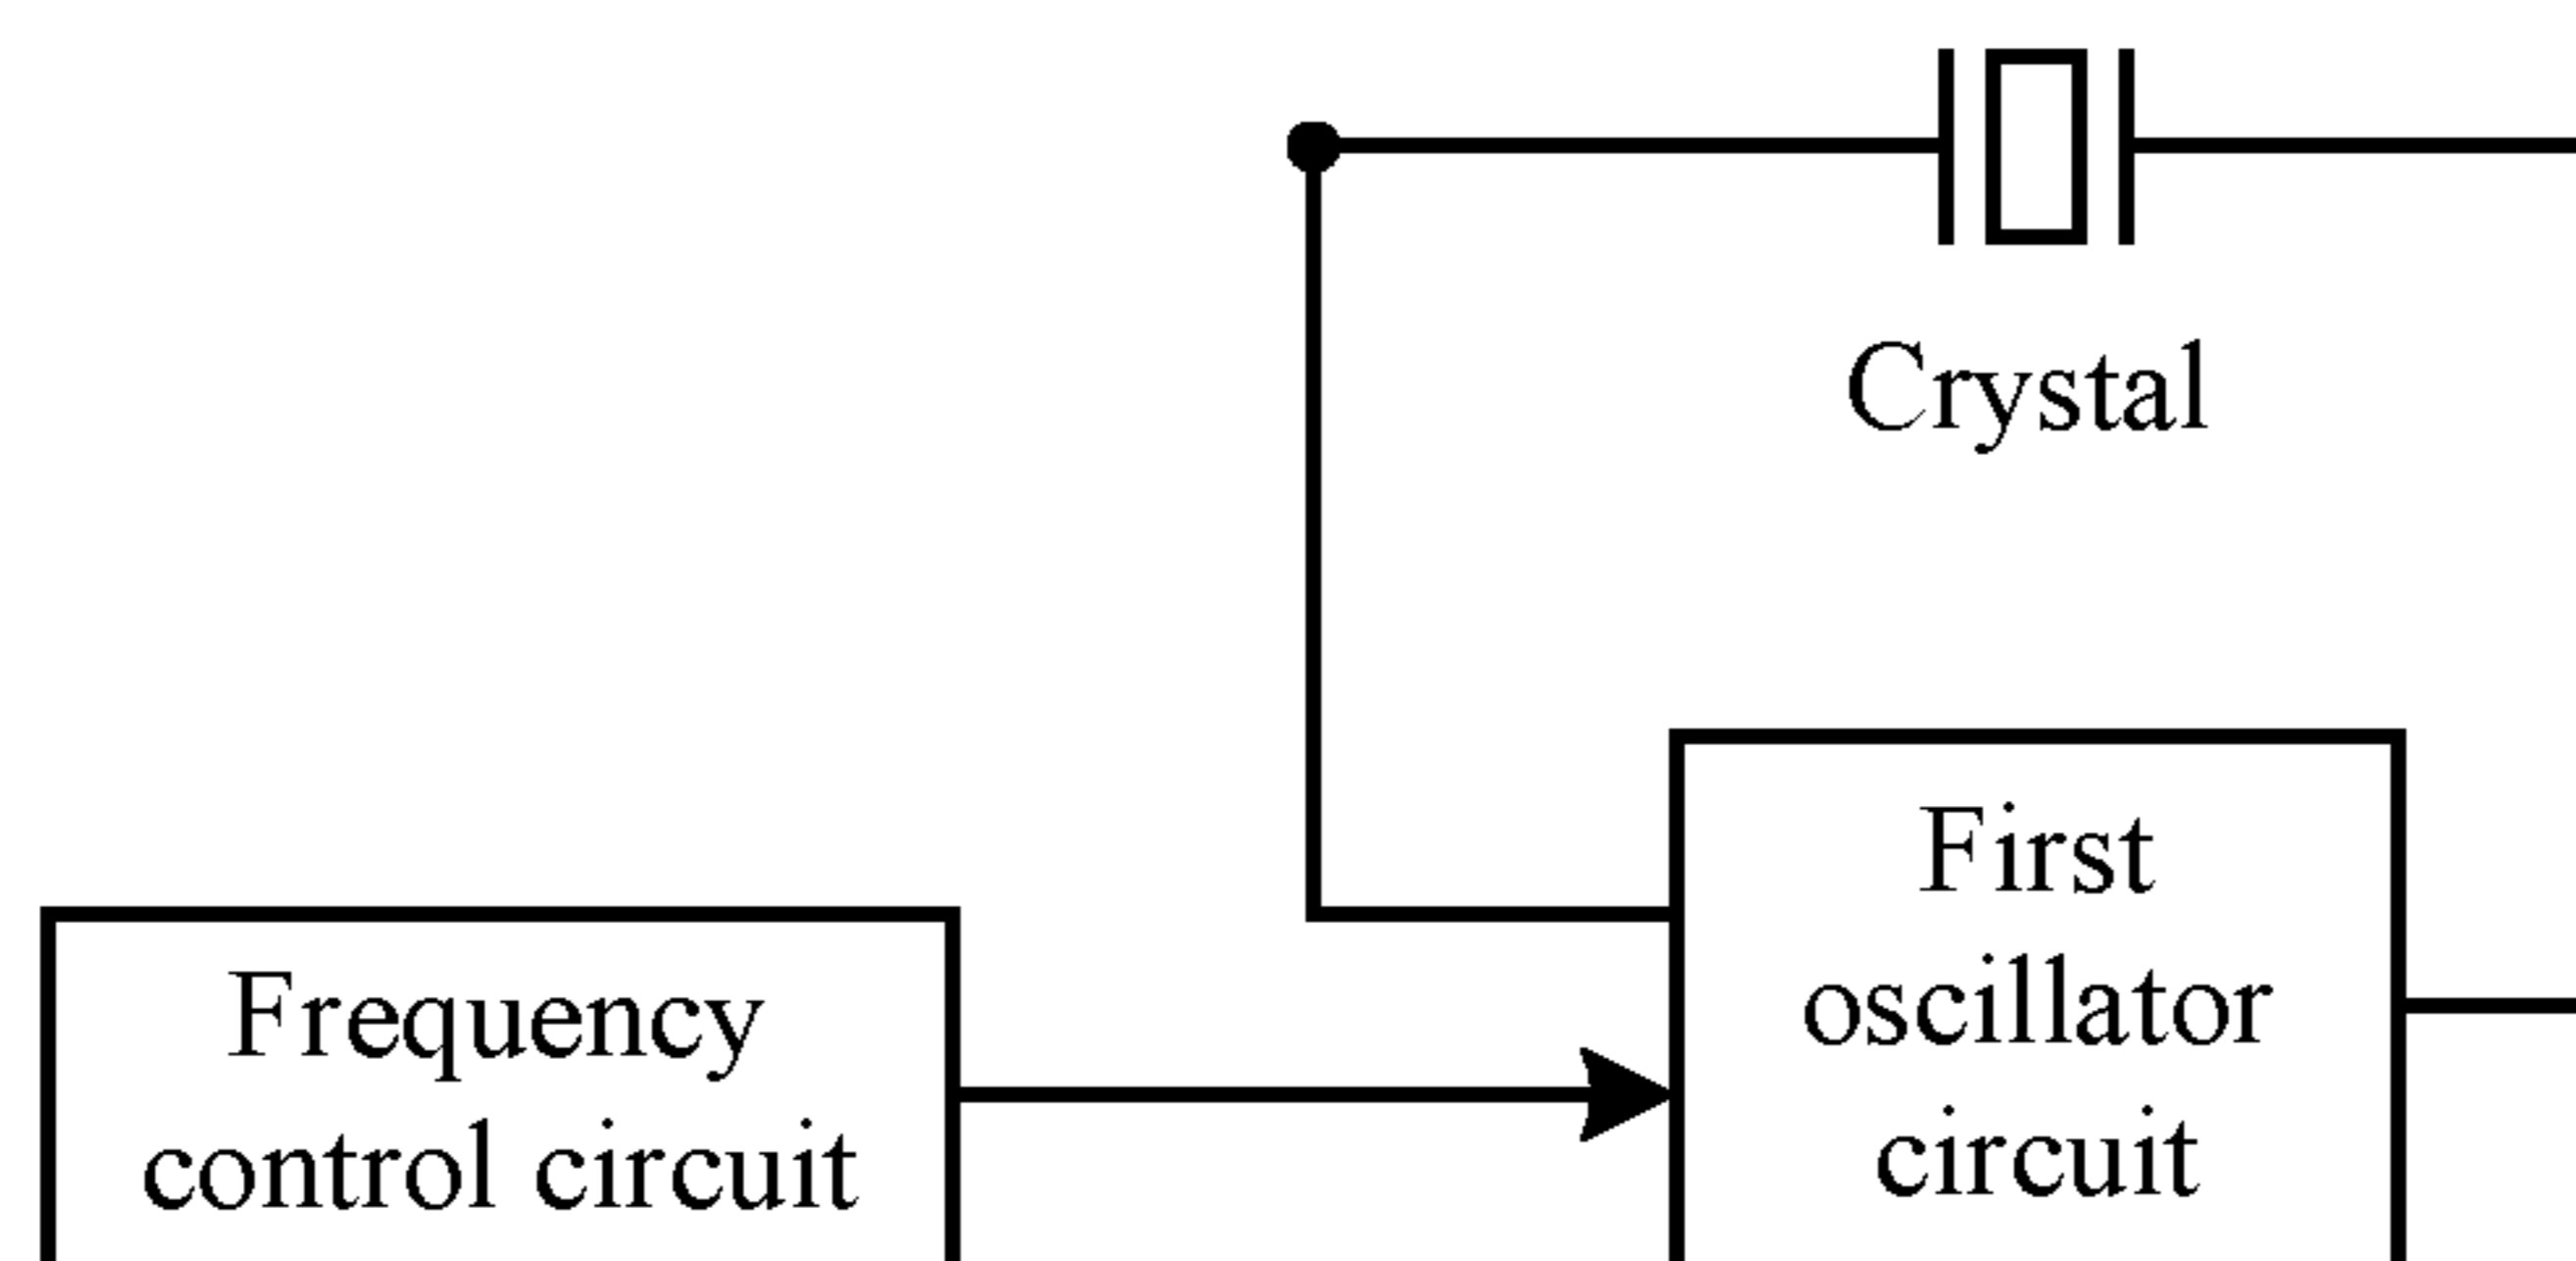 Crystal
First
oscillator
circuit
Frequency
control circuit